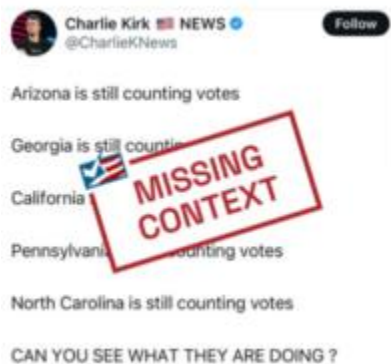 Charlie Kirk NEWS
@CharlieKNews
Follow
Arizona is still counting votes
Georgia is still
California
MISSING
CONTEXT
counting votes
North Carolina is still counting votes
CAN YOU SEE WHAT THEY ARE DOING ?